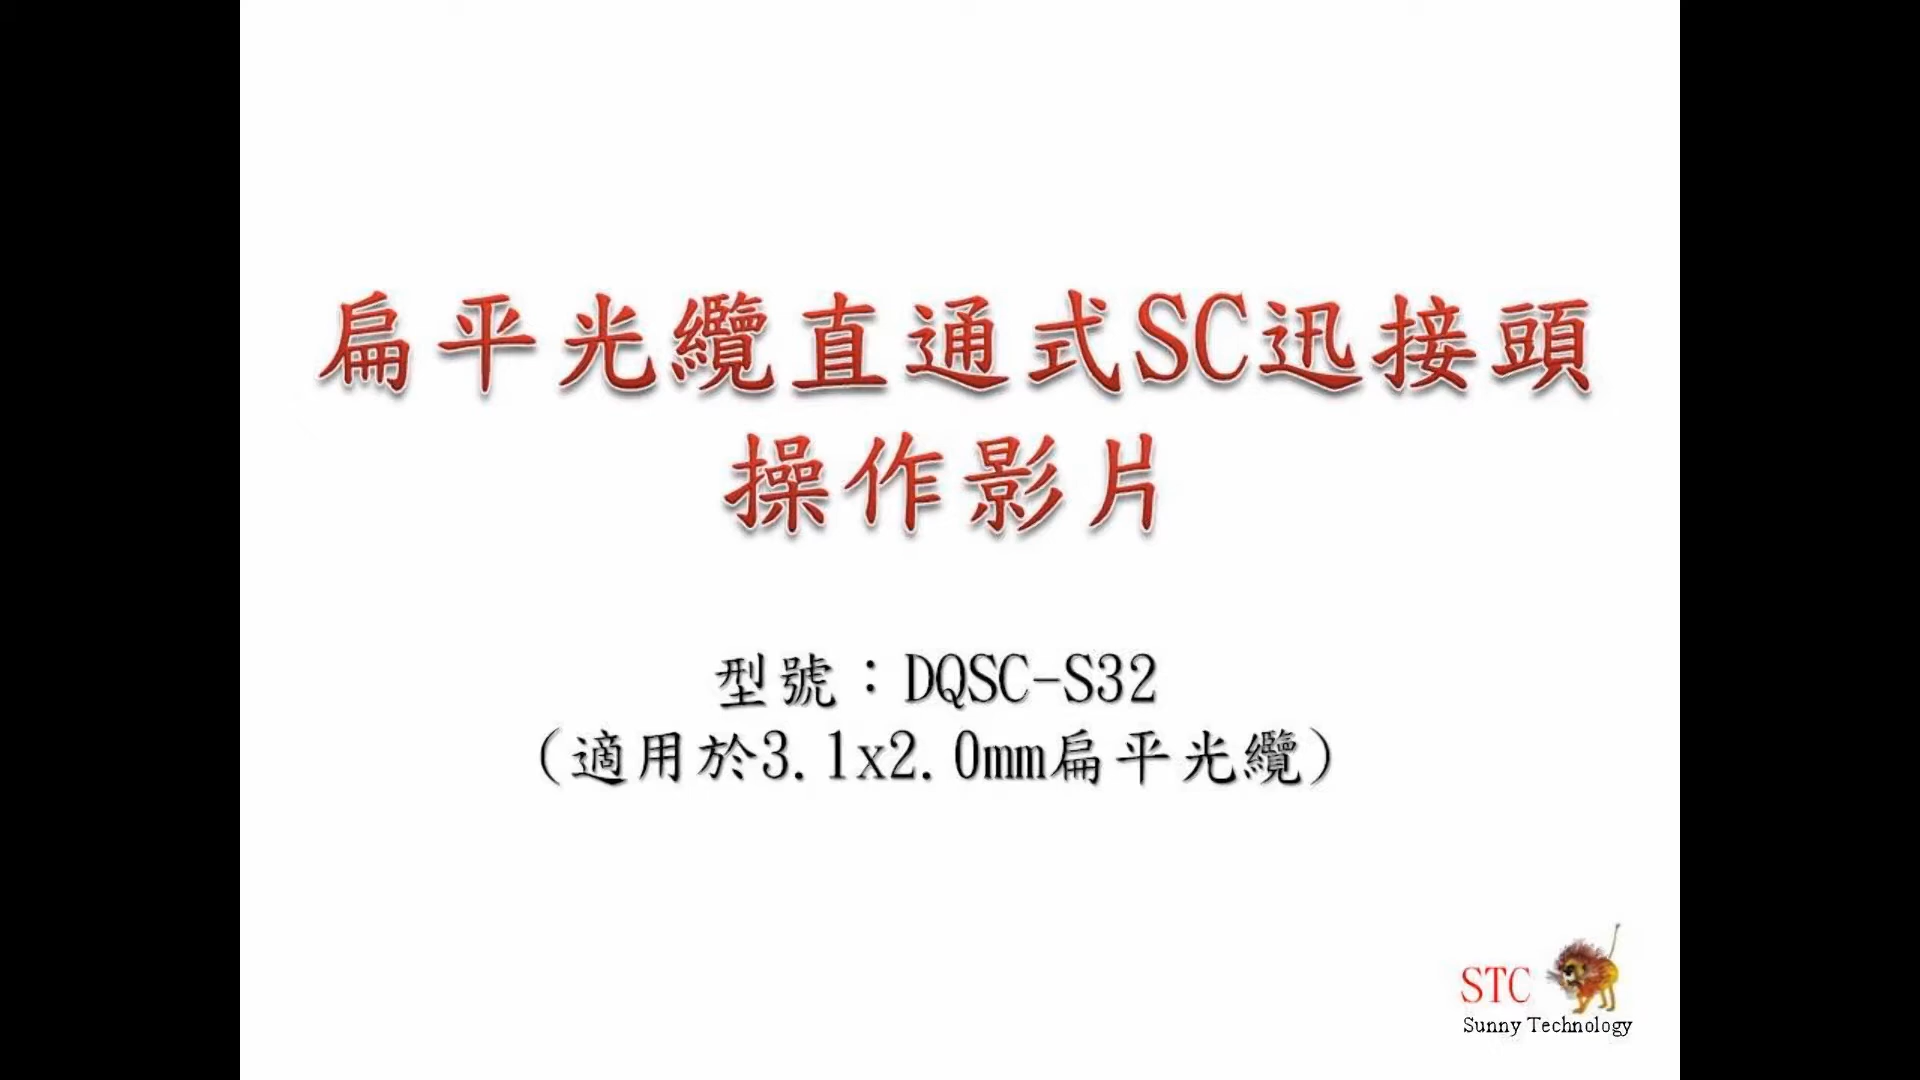 扁平光纜直通式SC迅接頭
操作影片
型號：DQSC-S32
(適用於3.1x2.0mm扁平光纜)
STC
Sunny Technology